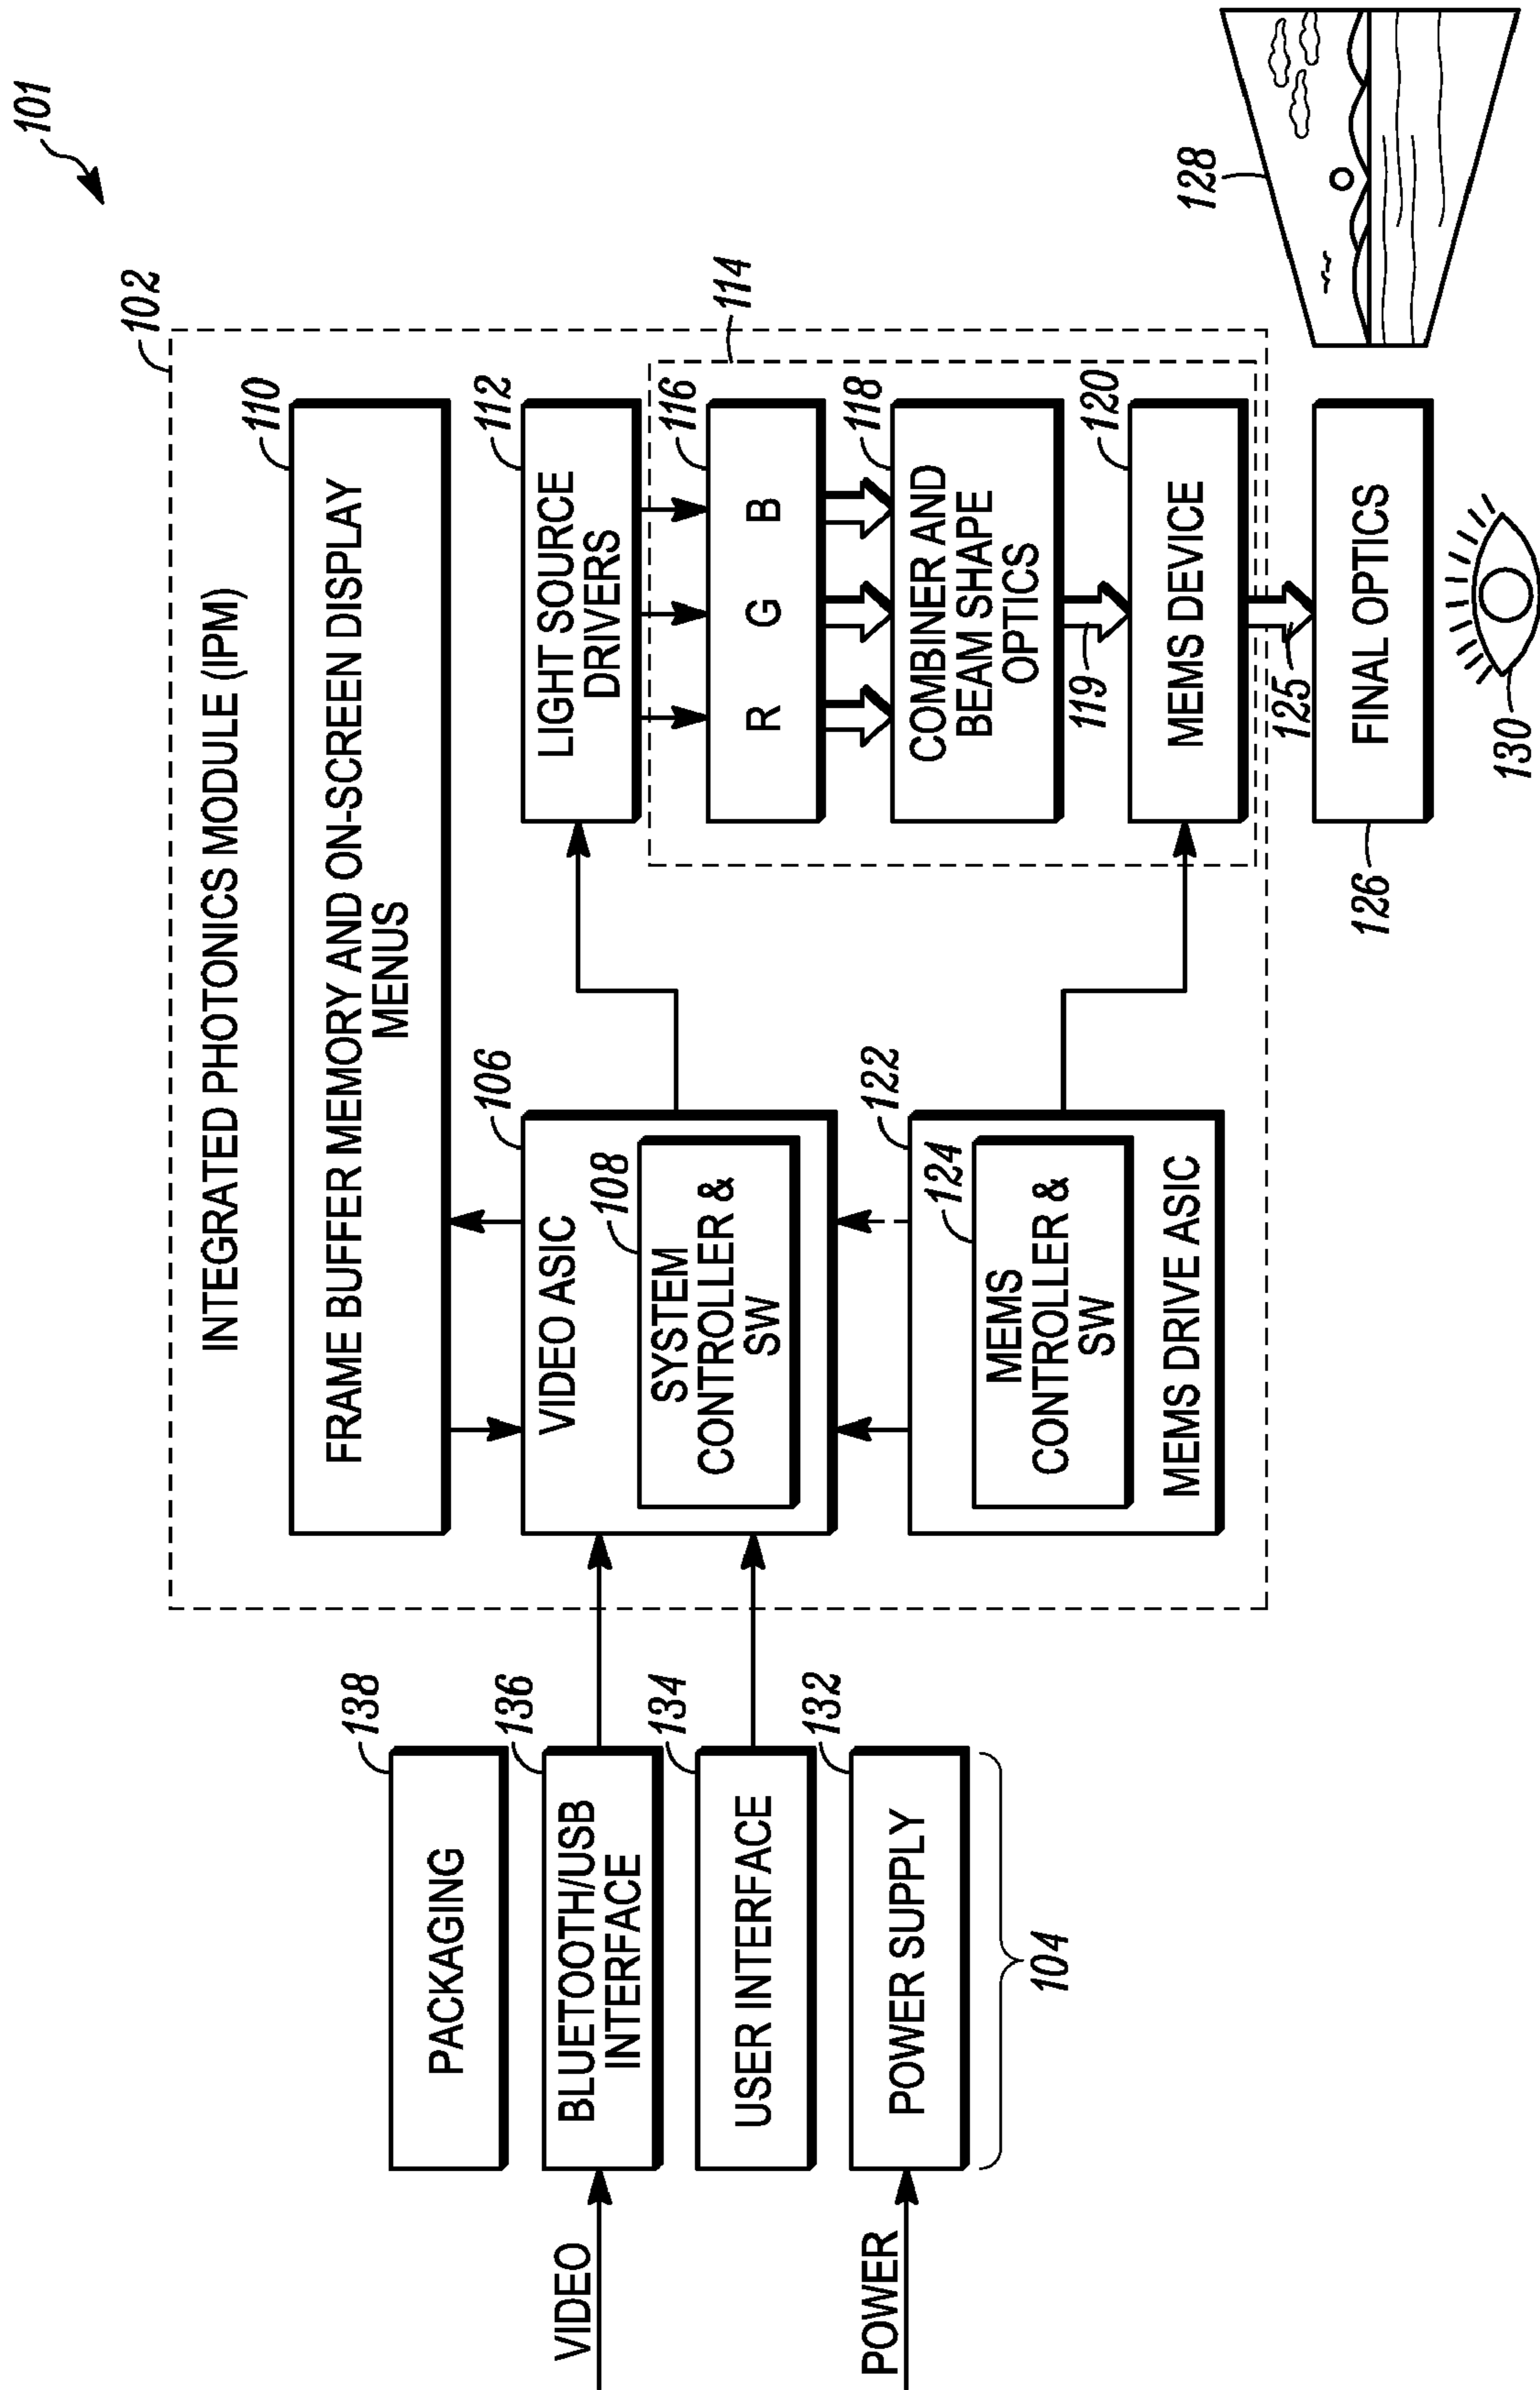 101
102
INTEGRATED PHOTONICS MODULE (IPM)
110
FRAME BUFFER MEMORY AND ON-SCREEN DISPLAY
MENUS
138
PACKAGING
136
BLUETOOTH/USB
INTERFACE
134
USER INTERFACE
132
POWER SUPPLY
104
VIDEO
POWER
106
VIDEO ASIC
108
SYSTEM
CONTROLLER &
SW
122
124
MEMS
CONTROLLER &
SW
MEMS DRIVE ASIC
112
LIGHT SOURCE
DRIVERS
114
116
R G B
118
COMBINER AND
BEAM SHAPE
OPTICS
119
120
MEMS DEVICE
125
126
FINAL OPTICS
128
130